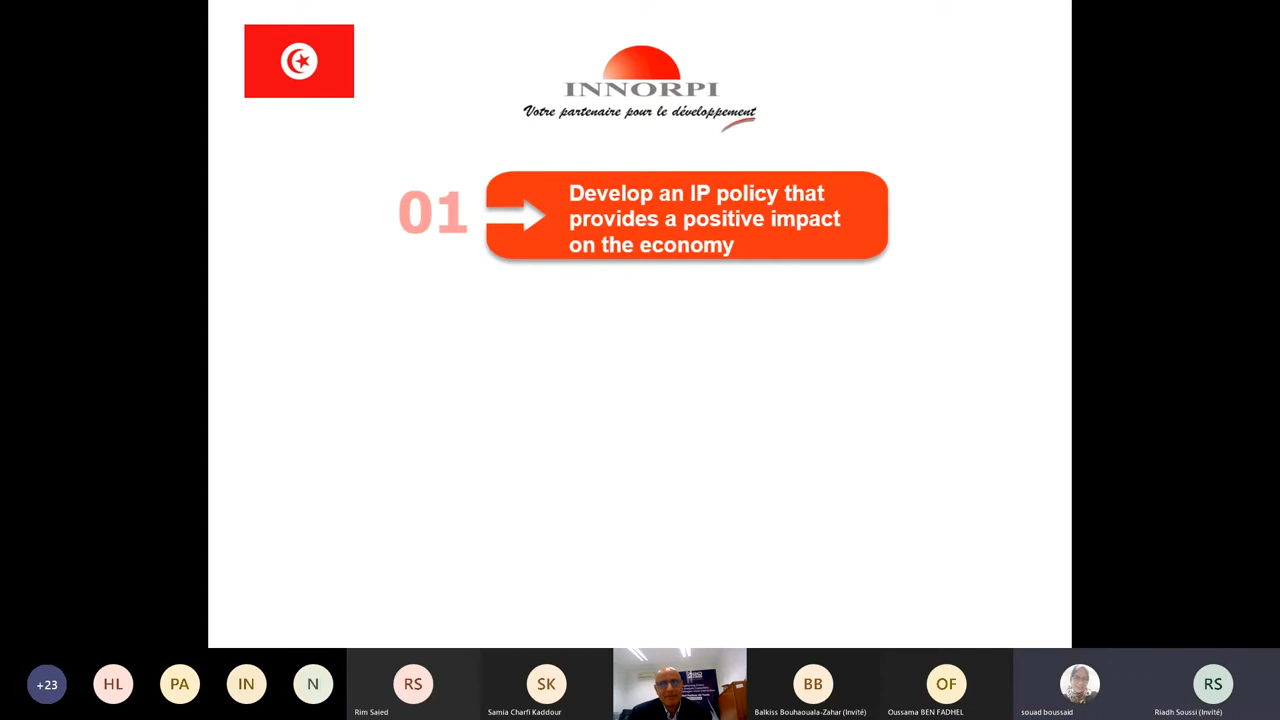 INNORPI
Votre partenaire pour le développement
01
Develop an IP policy that
provides a positive impact
on the economy
+23
HL
PA
IN
N
RS
SK
BB
OF
RS
Rim Saied
Samia Charfi Kaddour
Balkiss Bouhaouala-Zahar (Invité)
Oussama BEN FADHEL
souad boussaid
Riadh Soussi (Invité)